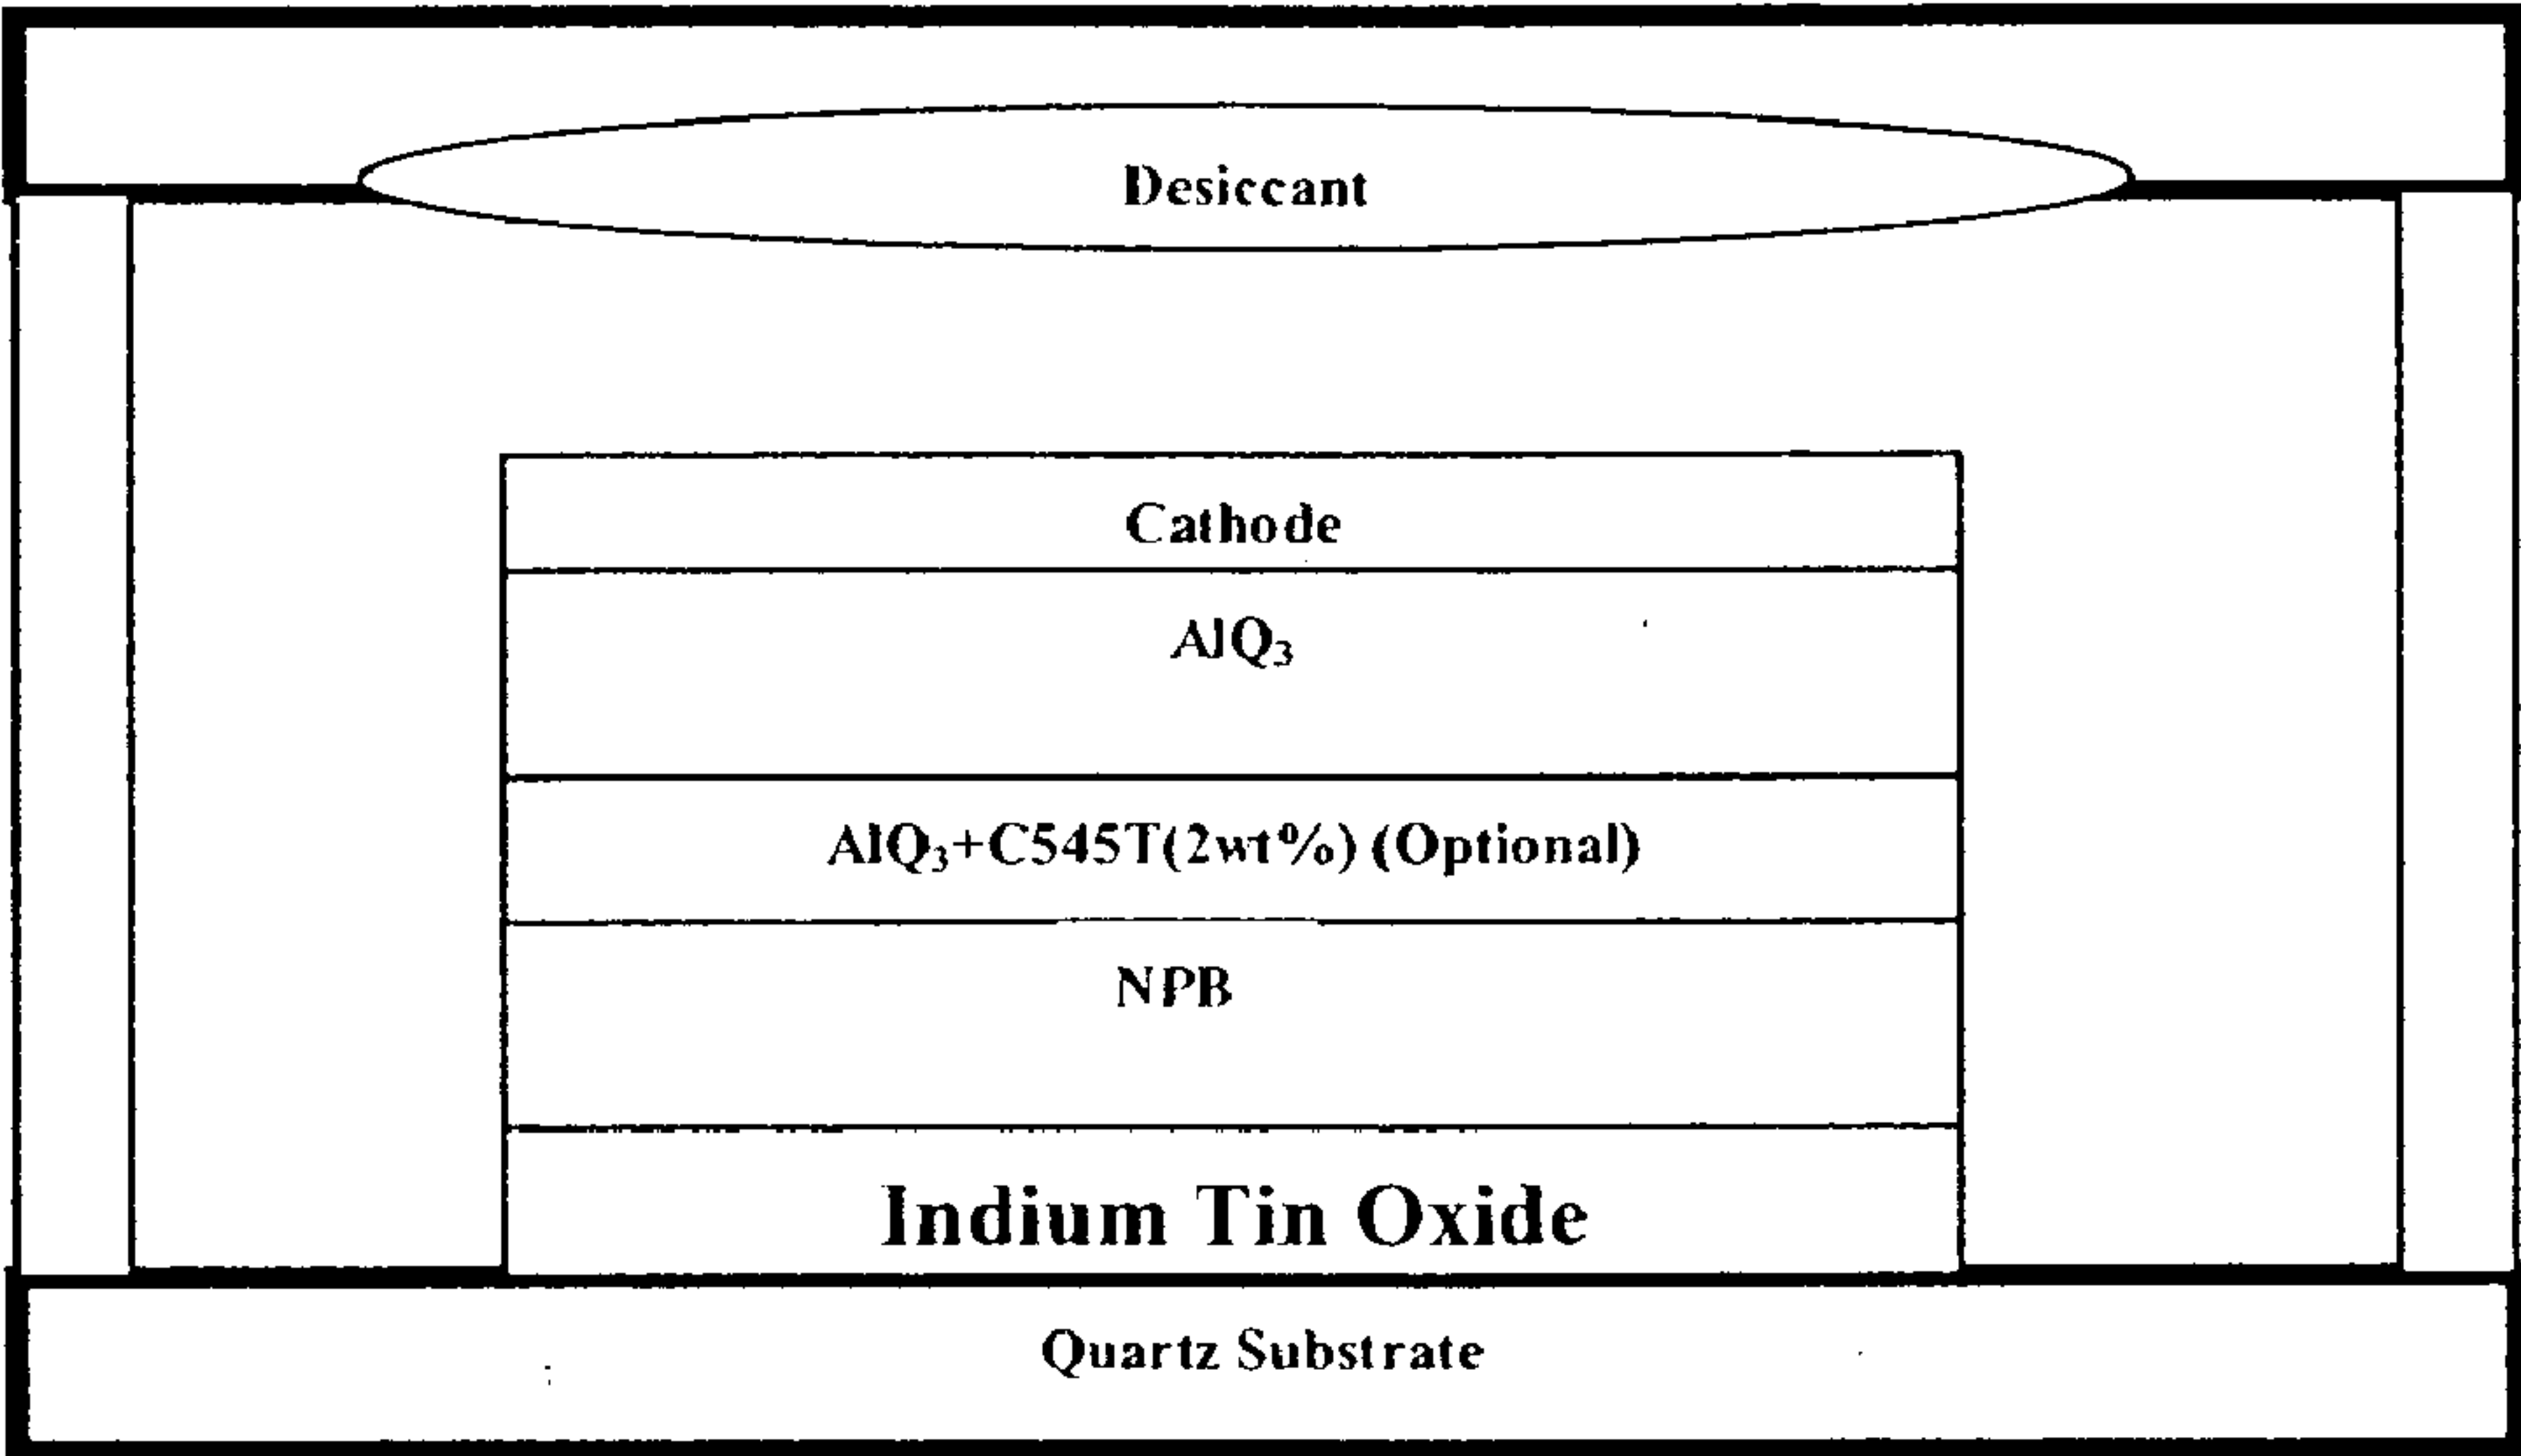 Desiccant
Cathode
AlQ₃
AlQ₃+C545T(2wt%) (Optional)
NPB
Indium Tin Oxide
Quartz Substrate